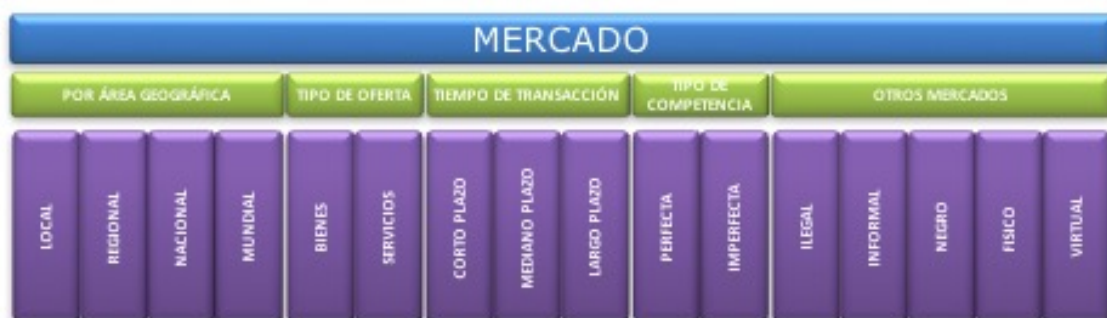 MERCADO
POR ÁREA GEOGRÁFICA
TIPO DE OFERTA
TIEMPO DE TRANSACCIÓN
TIPO DE
COMPETENCIA
OTROS MERCADOS
LOCAL
REGIONAL
NACIONAL
MUNDIAL
BIENES
SERVICIOS
CORTO PLAZO
MEDIANO PLAZO
LARGO PLAZO
PERFECTA
IMPERFECTA
ILEGAL
INFORMAL
NEGRO
FISICO
VIRTUAL